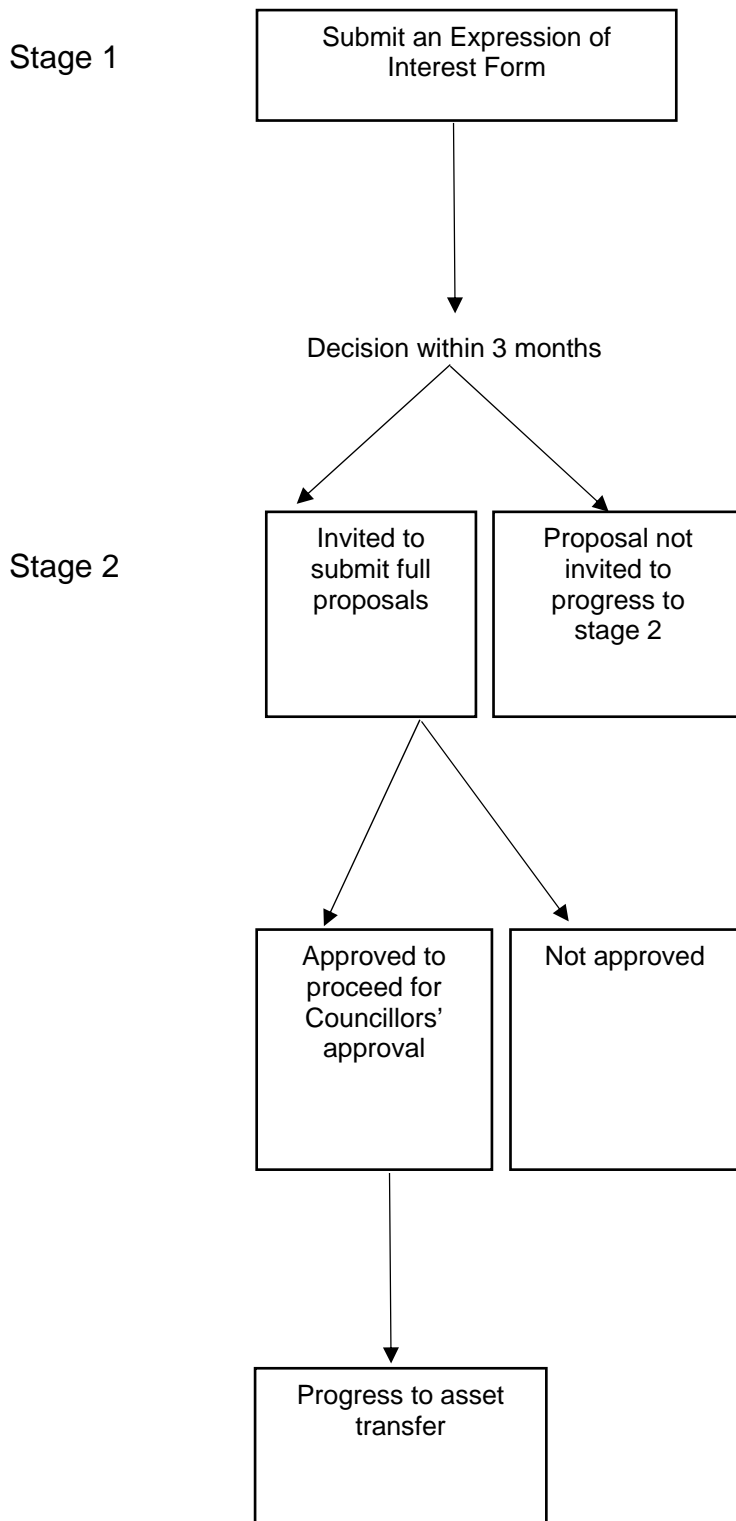 Stage 1
Submit an Expression of
Interest Form
Decision within 3 months
Stage 2
Invited to
submit full
proposals
Proposal not
invited to
progress to
stage 2
Approved to
proceed for
Councillors’
approval
Not approved
Progress to asset
transfer